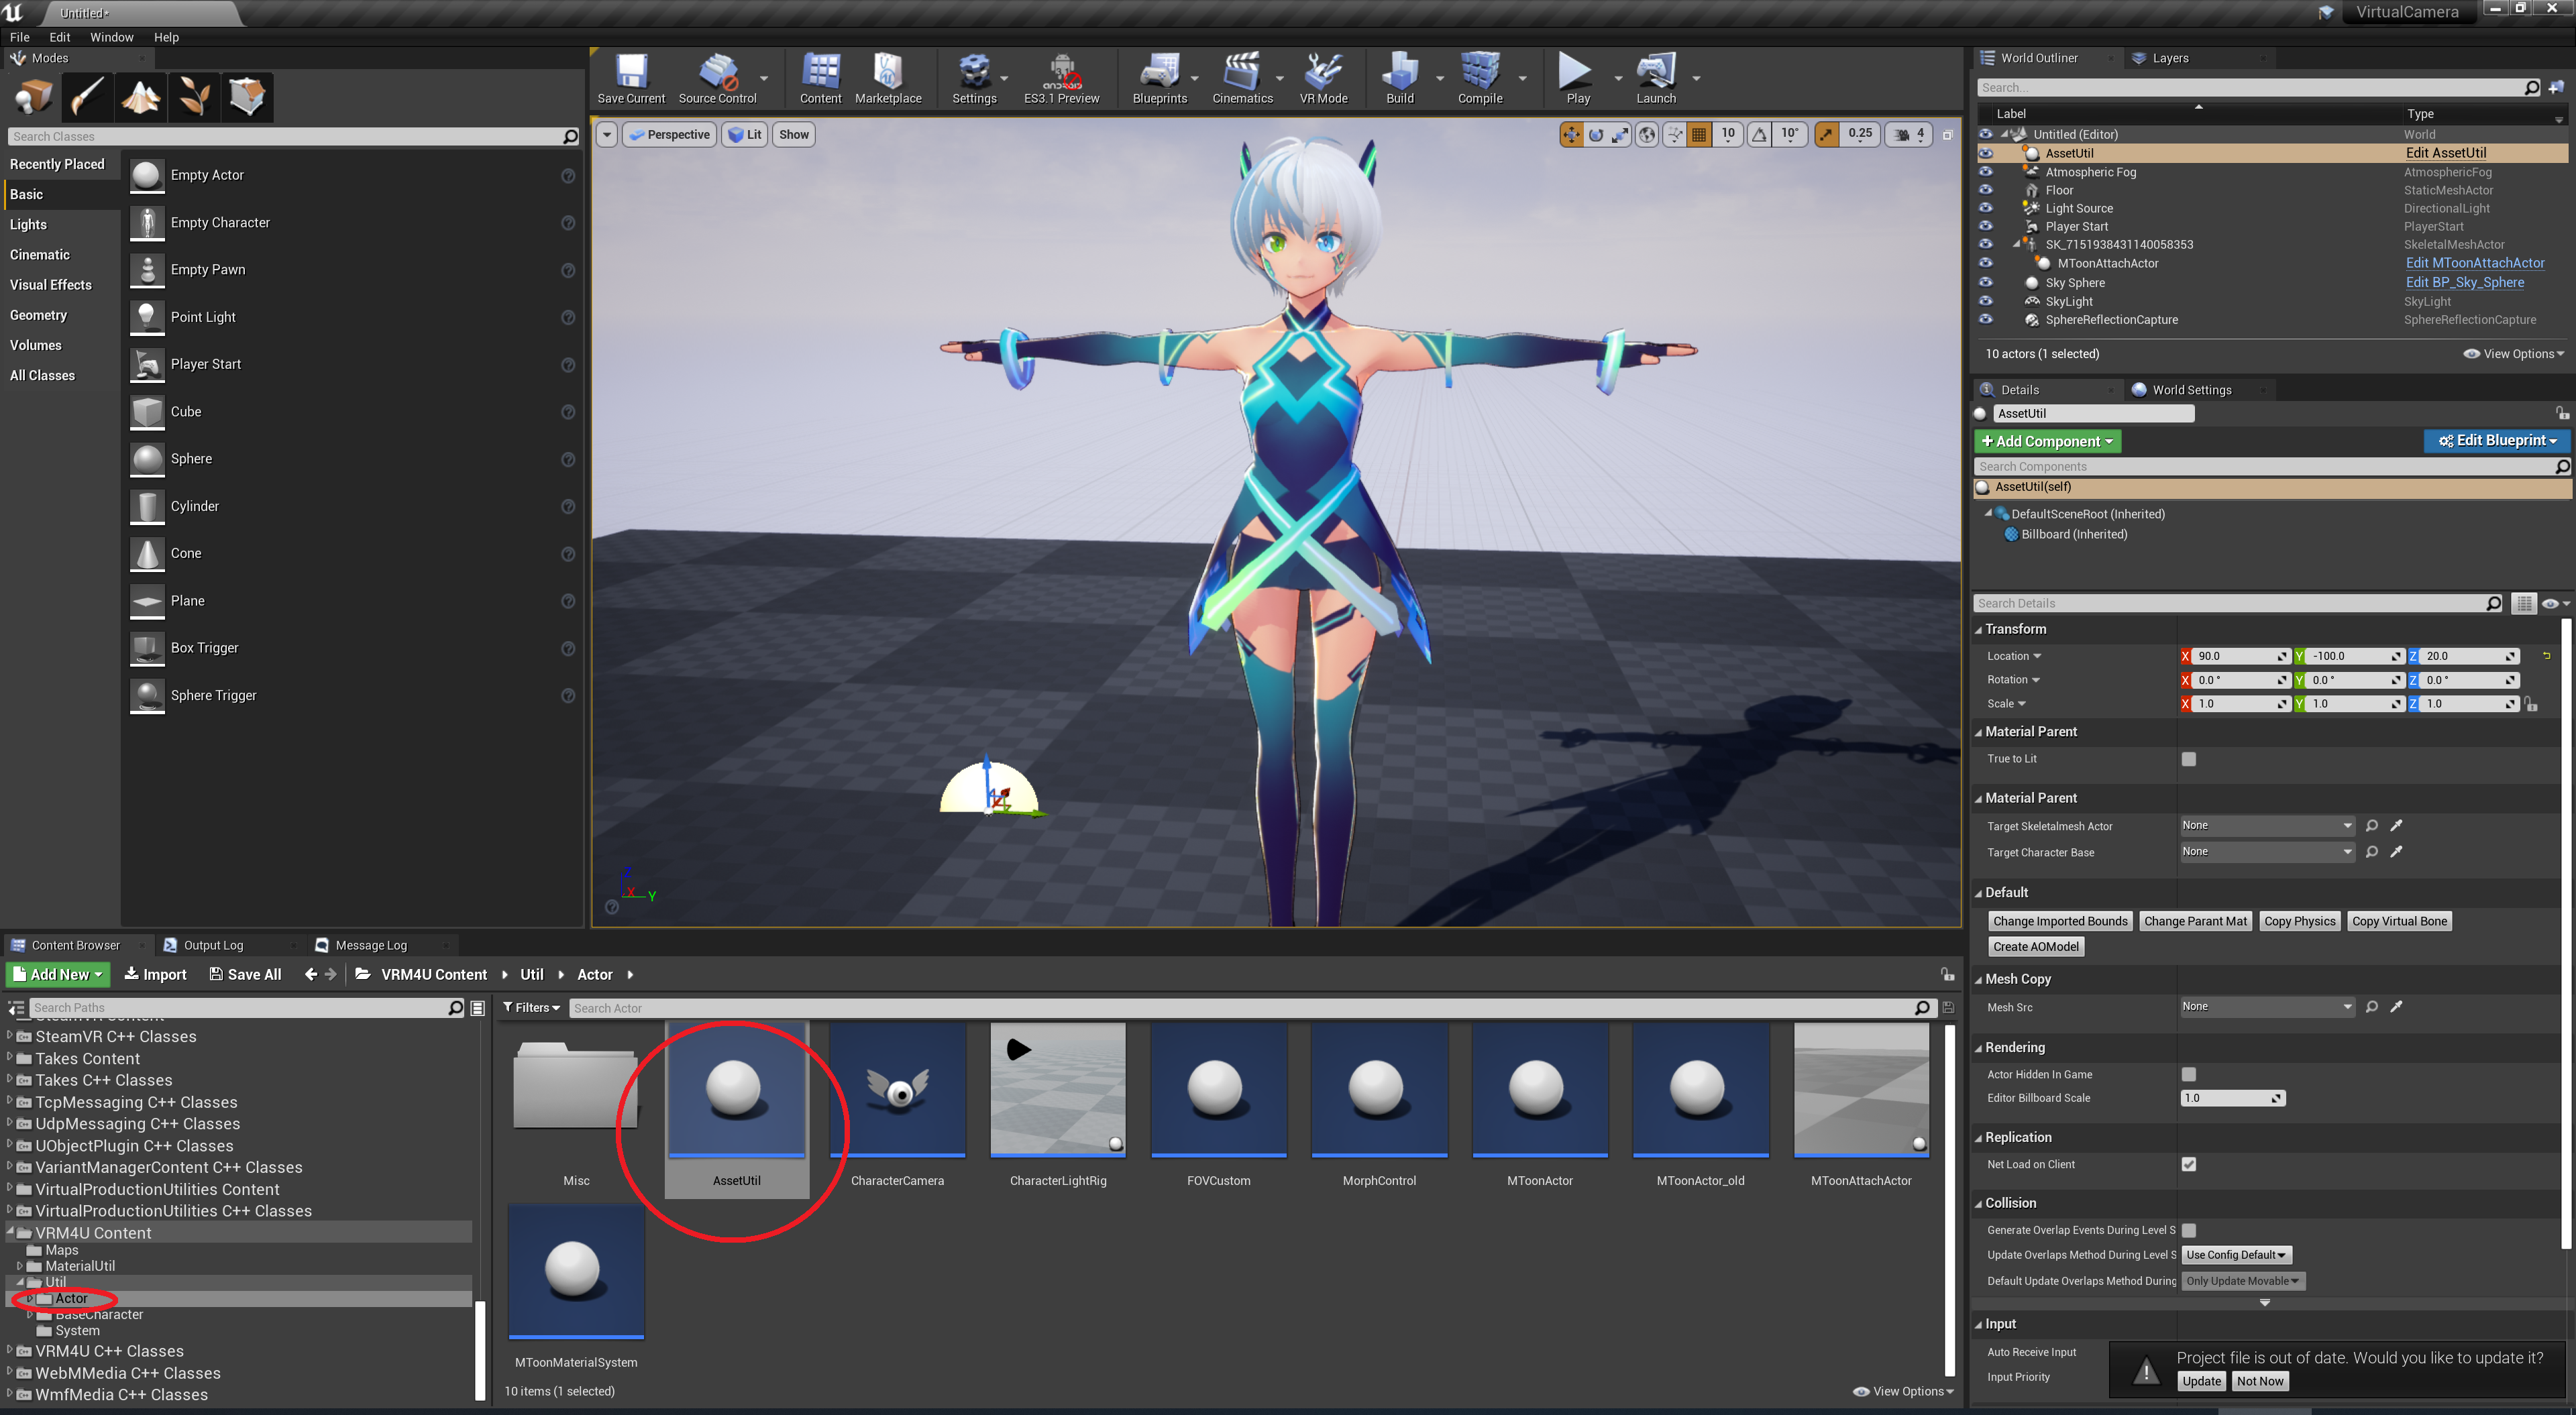 Untitled*
VirtualCamera
File Edit Window Help
Modes
Search Classes
Recently Placed
Basic
Lights
Cinematic
Visual Effects
Geometry
Volumes
All Classes
Empty Actor
Empty Character
Empty Pawn
Point Light
Player Start
Cube
Sphere
Cylinder
Cone
Plane
Box Trigger
Sphere Trigger
Save Current Source Control Content Marketplace Settings ES3.1 Preview Blueprints Cinematics VR Mode Build Compile Play Launch
Perspective Lit Show 10 10° 0.25 4
Z
X Y
World Outliner Layers
Search...
Label Type
Untitled (Editor) World
AssetUtil Edit AssetUtil
Atmospheric Fog AtmosphericFog
Floor StaticMeshActor
Light Source DirectionalLight
Player Start PlayerStart
SK_7151938431140058353 SkeletalMeshActor
MToonAttachActor Edit MToonAttachActor
Sky Sphere Edit BP_Sky_Sphere
SkyLight SkyLight
SphereReflectionCapture SphereReflectionCapture
10 actors (1 selected) View Options
Details World Settings
AssetUtil
+ Add Component Edit Blueprint
Search Components
AssetUtil(self)
DefaultSceneRoot (Inherited)
Billboard (Inherited)
Search Details
Transform
Location X 90.0 Y -100.0 Z 20.0
Rotation X 0.0 ° Y 0.0 ° Z 0.0 °
Scale X 1.0 Y 1.0 Z 1.0
Material Parent
True to Lit
Material Parent
Target Skeletalmesh Actor None
Target Character Base None
Default
Change Imported Bounds Change Parant Mat Copy Physics Copy Virtual Bone
Create AOModel
Mesh Copy
Mesh Src None
Rendering
Actor Hidden In Game
Editor Billboard Scale 1.0
Replication
Net Load on Client
Collision
Generate Overlap Events During Level S
Update Overlaps Method During Level S Use Config Default
Default Update Overlaps Method During Only Update Movable
Input
Auto Receive Input
Input Priority
Project file is out of date. Would you like to update it?
Update Not Now
Content Browser Output Log Message Log
Add New Import Save All VRM4U Content Util Actor
Search Paths
SteamVR C++ Classes
Takes Content
Takes C++ Classes
TcpMessaging C++ Classes
UdpMessaging C++ Classes
UObjectPlugin C++ Classes
VariantManagerContent C++ Classes
VirtualProductionUtilities Content
VirtualProductionUtilities C++ Classes
VRM4U Content
Maps
MaterialUtil
Util
Actor
BaseCharacter
System
VRM4U C++ Classes
WebMMedia C++ Classes
WmfMedia C++ Classes
Filters Search Actor
Misc AssetUtil CharacterCamera CharacterLightRig FOVCustom MorphControl MToonActor MToonActor_old MToonAttachActor
MToonMaterialSystem
10 items (1 selected) View Options